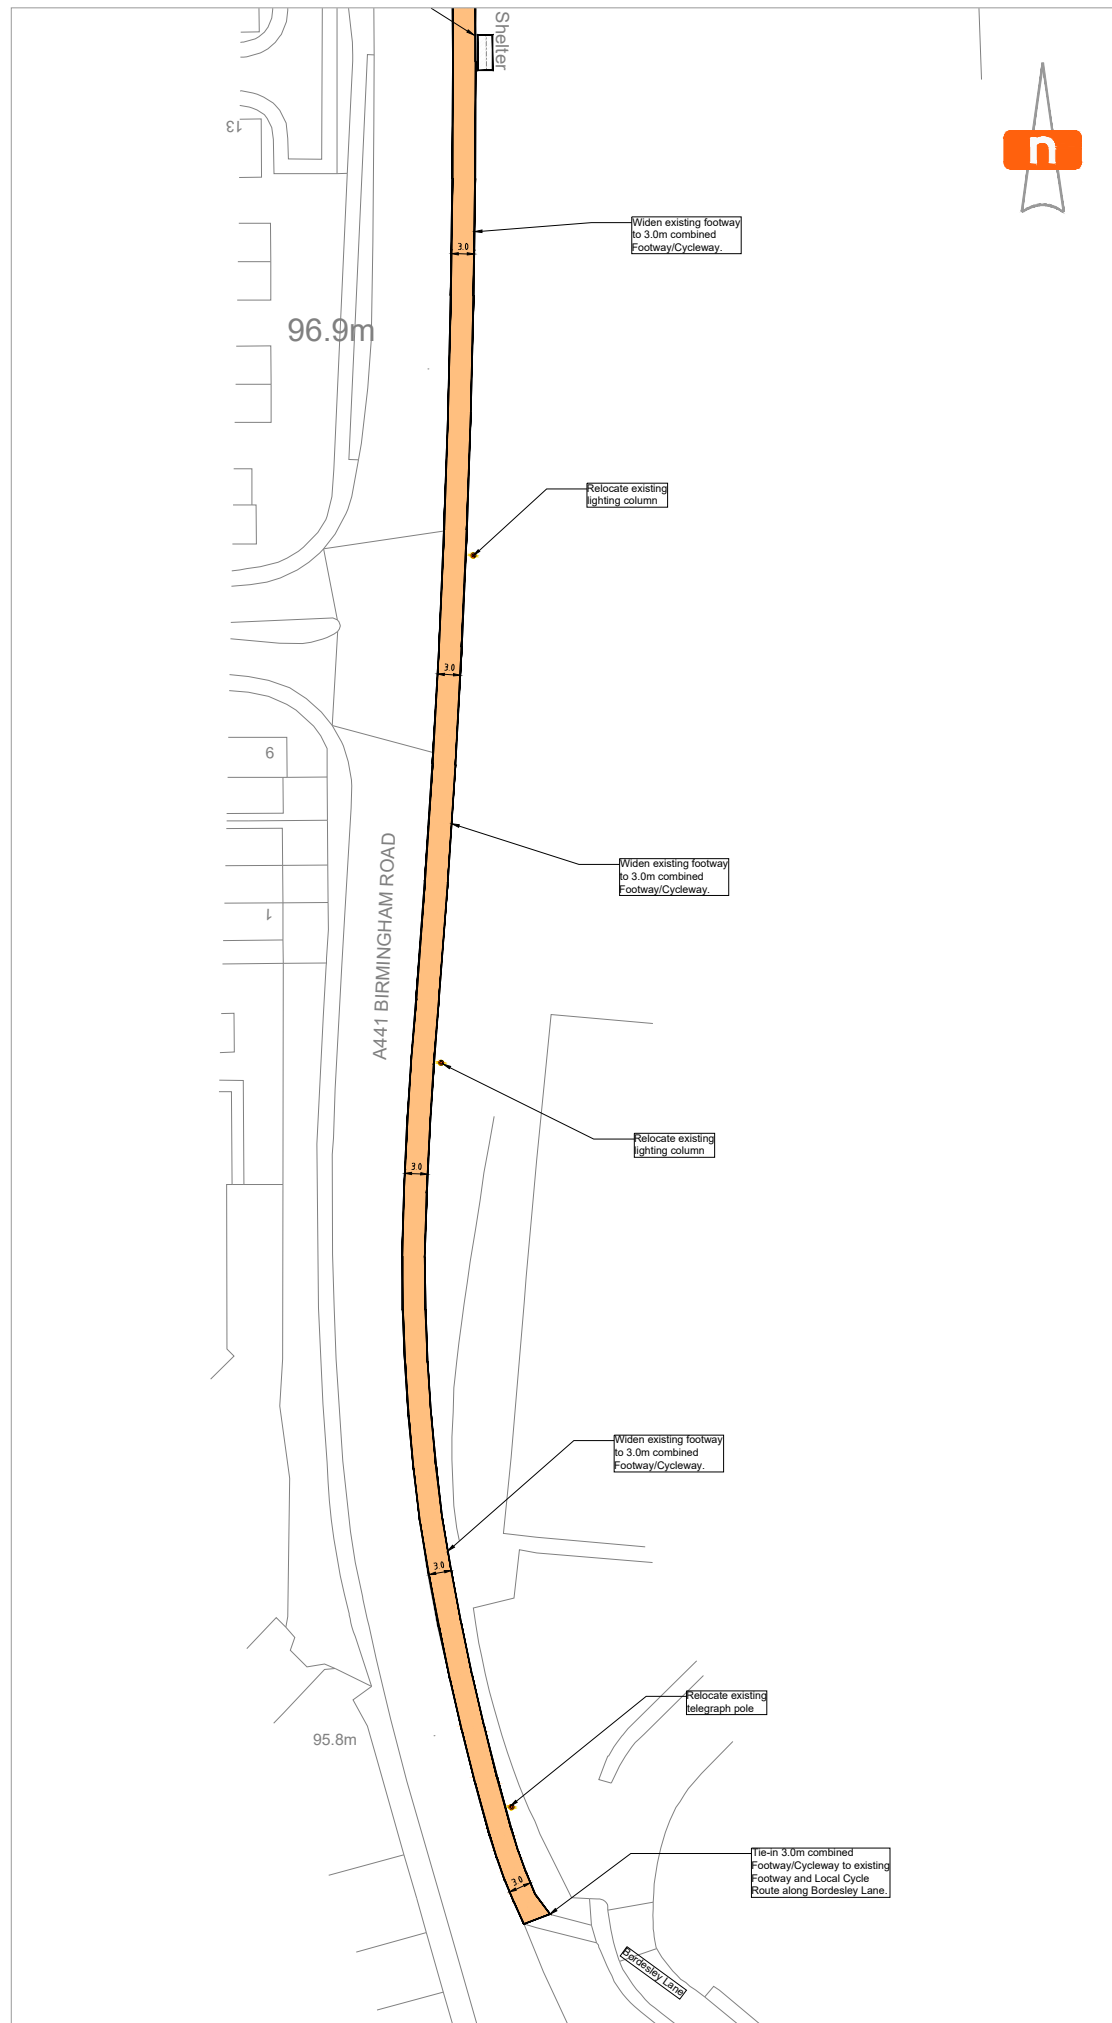 Shelter
n
13
Widen existing footway
to 3.0m combined
Footway/Cycleway.
3.0
96.9m
Relocate existing
lighting column
3.0
9
Widen existing footway
to 3.0m combined
Footway/Cycleway.
A441 BIRMINGHAM ROAD
1
Relocate existing
lighting column
3.0
Widen existing footway
to 3.0m combined
Footway/Cycleway.
3.0
Relocate existing
telegraph pole
95.8m
Tie-in 3.0m combined
Footway/Cycleway to existing
Footway and Local Cycle
Route along Bordesley Lane.
3.0
Bordesley Lane